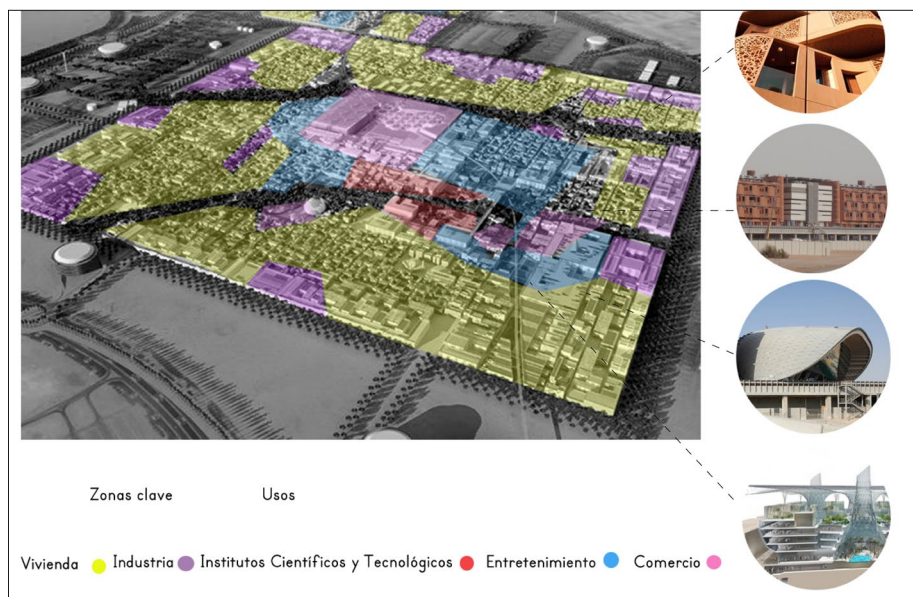 Zonas clave Usos
Vivienda Industria Institutos Científicos y Tecnológicos Entretenimiento Comercio